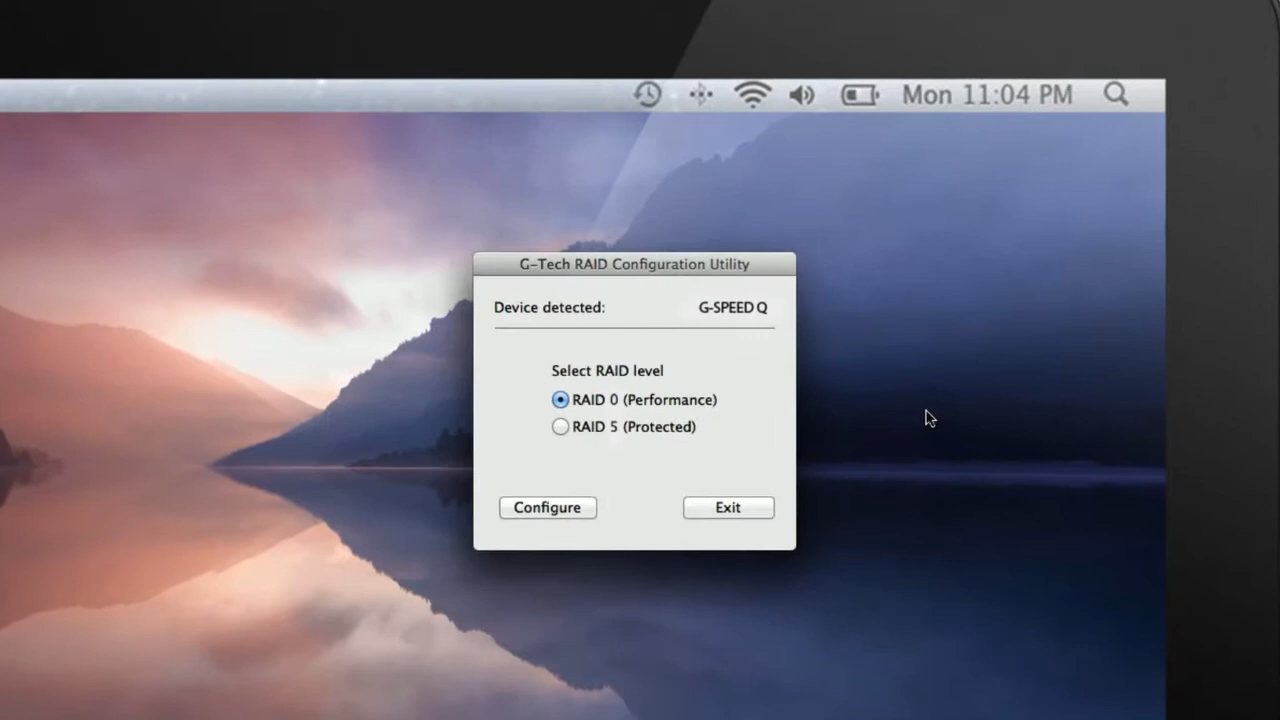 Mon 11:04 PM
G-Tech RAID Configuration Utility
Device detected: G-SPEED Q
Select RAID level
RAID 0 (Performance)
RAID 5 (Protected)
Configure Exit